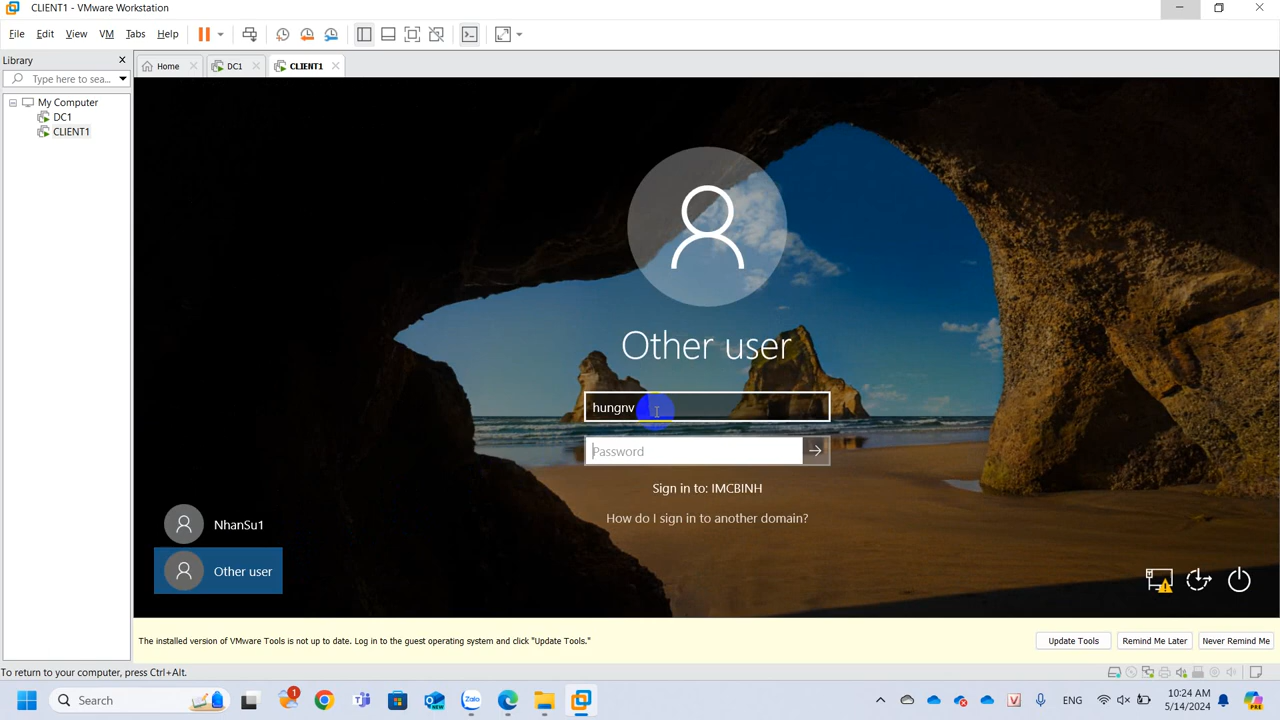 CLIENT1 - VMware Workstation
File Edit View VM Tabs Help
Library
Type here to sea...
Home
DC1
CLIENT1
My Computer
DC1
CLIENT1
Other user
hungnv
Password
Sign in to: IMCBINH
How do I sign in to another domain?
NhanSu1
Other user
The installed version of VMware Tools is not up to date. Log in to the guest operating system and click "Update Tools."
Update Tools
Remind Me Later
Never Remind Me
To return to your computer, press Ctrl+Alt.
Search
1
Zalo
ENG
10:24 AM
5/14/2024
PRE